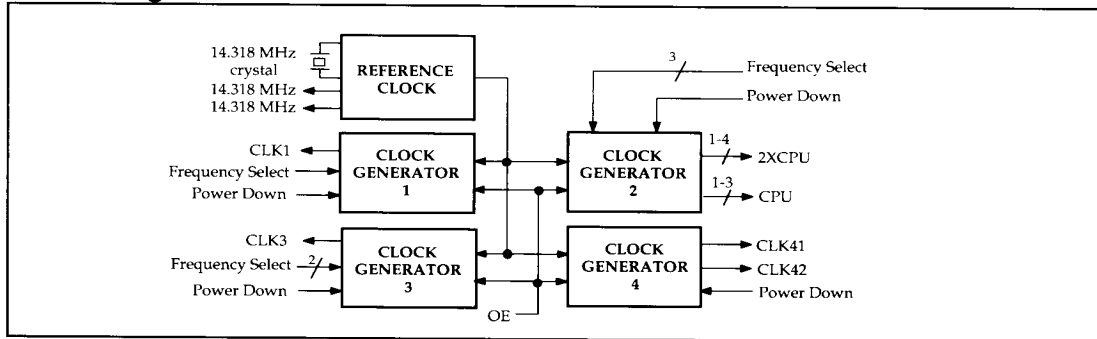 14.318 MHz
crystal
14.318 MHz
14.318 MHz
REFERENCE
CLOCK
3
Frequency Select
Power Down
CLK1
Frequency Select
Power Down
CLOCK
GENERATOR
1
CLOCK
GENERATOR
2
1-4
2XCPU
1-3
CPU
CLK3
Frequency Select
2
Power Down
CLOCK
GENERATOR
3
CLOCK
GENERATOR
4
CLK41
CLK42
Power Down
OE